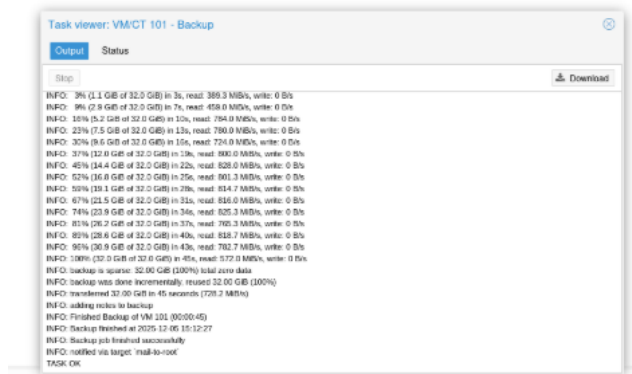 Task viewer: VM/CT 101 - Backup
Output Status
Stop Download
INFO: 3% (1.1 GiB of 32.0 GiB) in 3s, read: 389.3 MiB/s, write: 0 B/s
INFO: 9% (2.9 GiB of 32.0 GiB) in 7s, read: 459.0 MiB/s, write: 0 B/s
INFO: 16% (5.2 GiB of 32.0 GiB) in 10s, read: 784.0 MiB/s, write: 0 B/s
INFO: 23% (7.5 GiB of 32.0 GiB) in 13s, read: 780.0 MiB/s, write: 0 B/s
INFO: 30% (9.6 GiB of 32.0 GiB) in 16s, read: 724.0 MiB/s, write: 0 B/s
INFO: 37% (12.0 GiB of 32.0 GiB) in 19s, read: 800.0 MiB/s, write: 0 B/s
INFO: 45% (14.4 GiB of 32.0 GiB) in 22s, read: 828.0 MiB/s, write: 0 B/s
INFO: 52% (16.8 GiB of 32.0 GiB) in 25s, read: 801.3 MiB/s, write: 0 B/s
INFO: 59% (19.1 GiB of 32.0 GiB) in 28s, read: 814.7 MiB/s, write: 0 B/s
INFO: 67% (21.5 GiB of 32.0 GiB) in 31s, read: 816.0 MiB/s, write: 0 B/s
INFO: 74% (23.9 GiB of 32.0 GiB) in 34s, read: 825.3 MiB/s, write: 0 B/s
INFO: 81% (26.2 GiB of 32.0 GiB) in 37s, read: 765.3 MiB/s, write: 0 B/s
INFO: 89% (28.6 GiB of 32.0 GiB) in 40s, read: 818.7 MiB/s, write: 0 B/s
INFO: 96% (30.9 GiB of 32.0 GiB) in 43s, read: 782.7 MiB/s, write: 0 B/s
INFO: 100% (32.0 GiB of 32.0 GiB) in 45s, read: 572.0 MiB/s, write: 0 B/s
INFO: backup is sparse: 32.00 GiB (100%) total zero data
INFO: backup was done incrementally, reused 32.00 GiB (100%)
INFO: transferred 32.00 GiB in 45 seconds (728.2 MiB/s)
INFO: adding notes to backup
INFO: Finished Backup of VM 101 (00:00:45)
INFO: Backup finished at 2025-12-05 15:12:27
INFO: Backup job finished successfully
INFO: notified via target `mail-to-root`
TASK OK